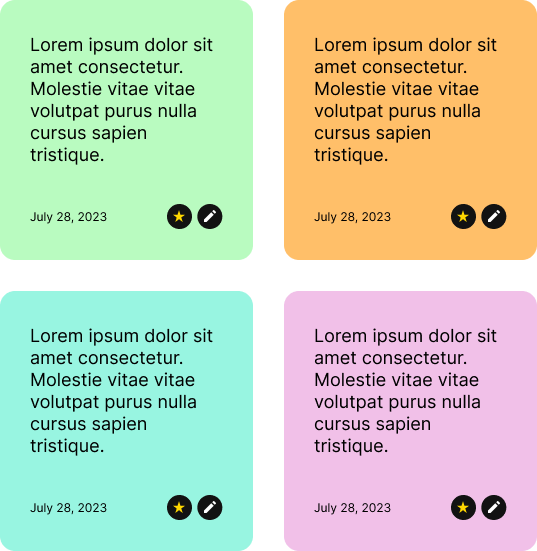 Lorem ipsum dolor sit
amet consectetur.
Molestie vitae vitae
volutpat purus nulla
cursus sapien
tristique.
July 28, 2023
Lorem ipsum dolor sit
amet consectetur.
Molestie vitae vitae
volutpat purus nulla
cursus sapien
tristique.
July 28, 2023
Lorem ipsum dolor sit
amet consectetur.
Molestie vitae vitae
volutpat purus nulla
cursus sapien
tristique.
July 28, 2023
Lorem ipsum dolor sit
amet consectetur.
Molestie vitae vitae
volutpat purus nulla
cursus sapien
tristique.
July 28, 2023